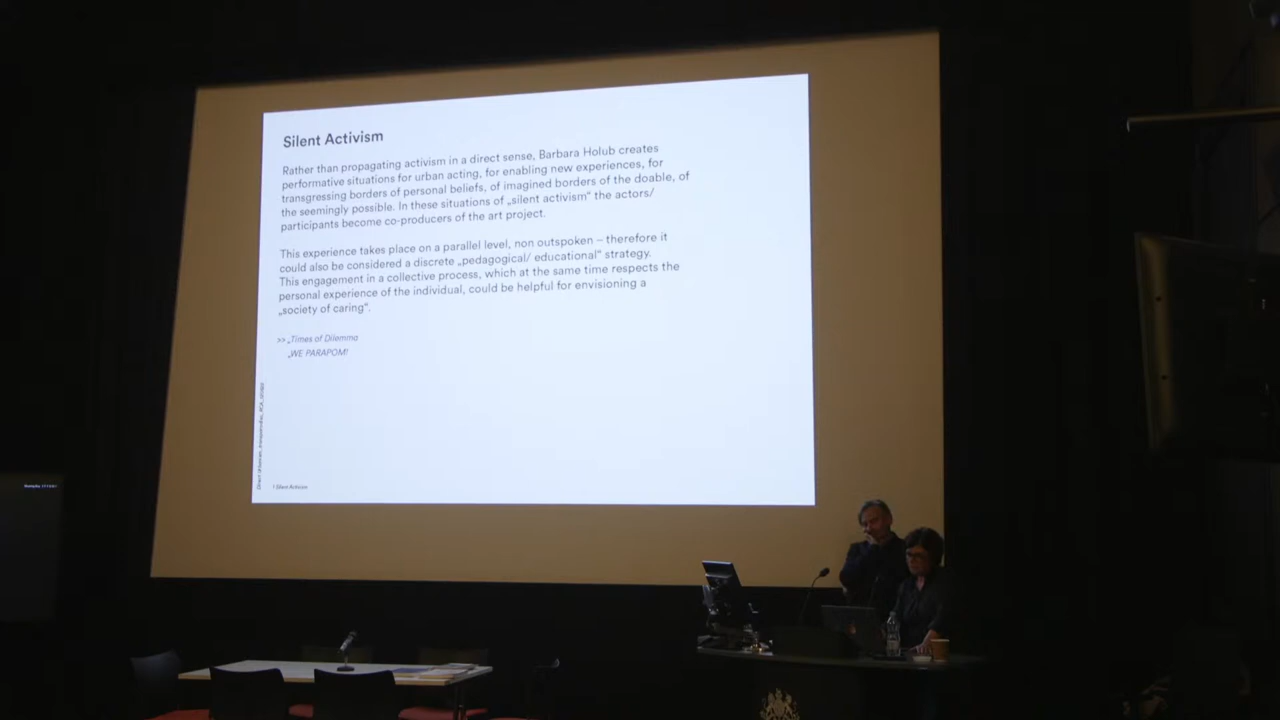 Silent Activism
Rather than propagating activism in a direct sense, Barbara Holub creates
performative situations for urban acting, for enabling new experiences, for
transgressing borders of personal beliefs, of imagined borders of the doable, of
the seemingly possible. In these situations of „silent activism“ the actors/
participants become co-producers of the art project.
This experience takes place on a parallel level, non outspoken – therefore it
could also be considered a discrete „pedagogical/ educational“ strategy.
This engagement in a collective process, which at the same time respects the
personal experience of the individual, could be helpful for envisioning a
„society of caring“.
>> „Times of Dilemma
„WE PARAPOM!
Silent Activism